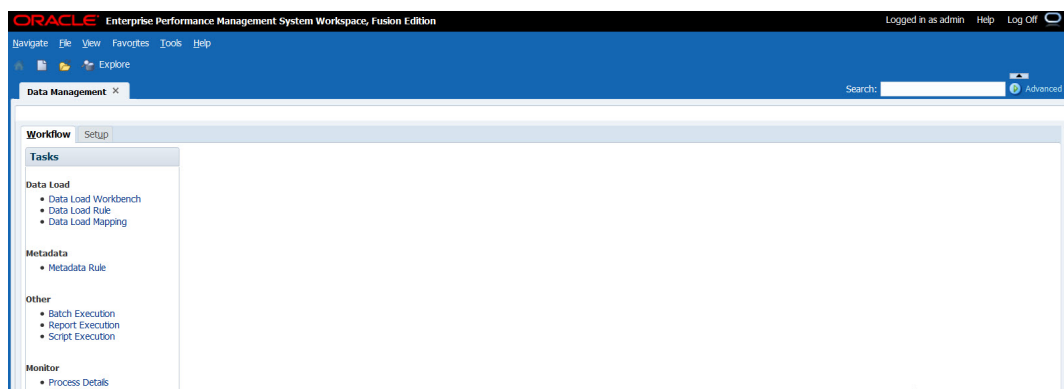 ORACLE® Enterprise Performance Management System Workspace, Fusion Edition Logged in as admin Help Log Off
Navigate File View Favorites Tools Help
Explore
Data Management × Search: Advanced
Workflow Setup
Tasks
Data Load
• Data Load Workbench
• Data Load Rule
• Data Load Mapping
Metadata
• Metadata Rule
Other
• Batch Execution
• Report Execution
• Script Execution
Monitor
• Process Details